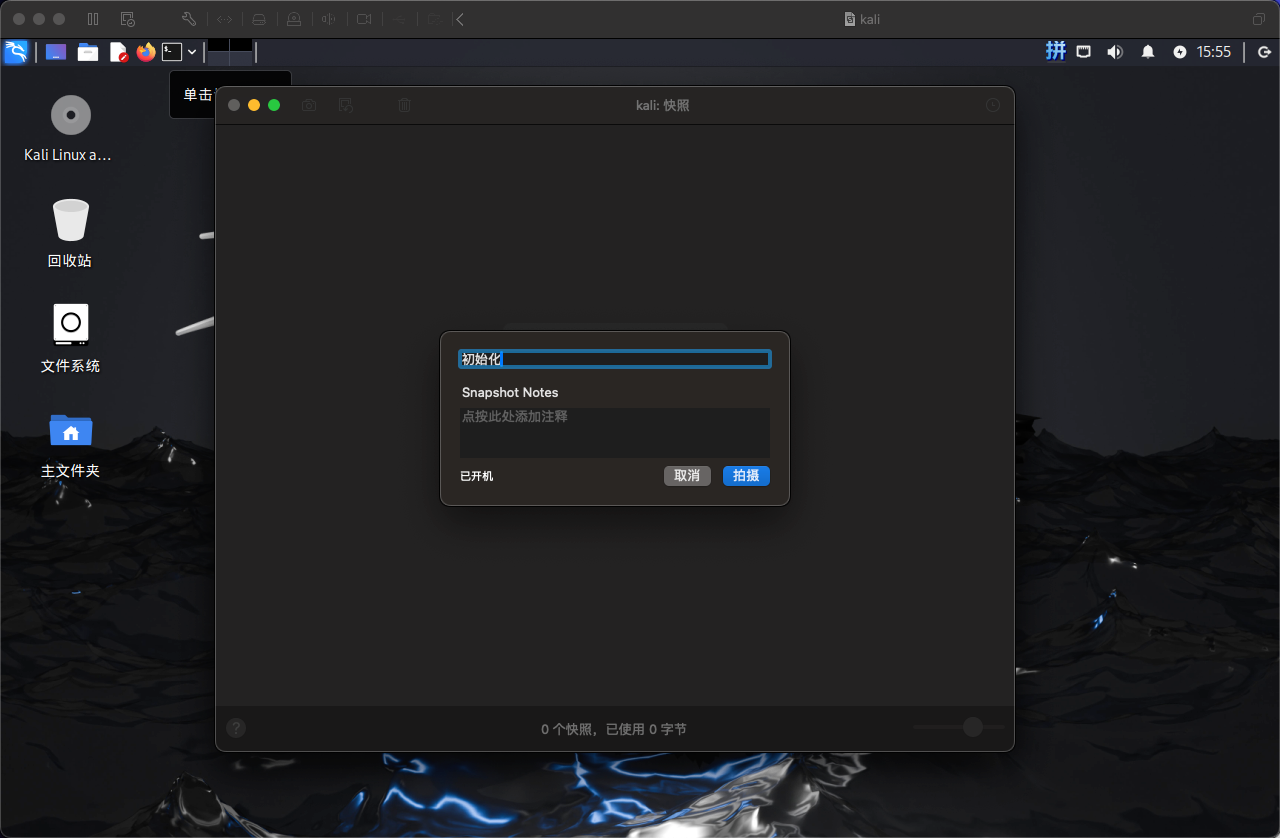 kali
拼
15:55
单击
kali: 快照
Kali Linux a...
回收站
文件系统
主文件夹
初始化
Snapshot Notes
点按此处添加注释
已开机
取消
拍摄
?
0 个快照，已使用 0 字节